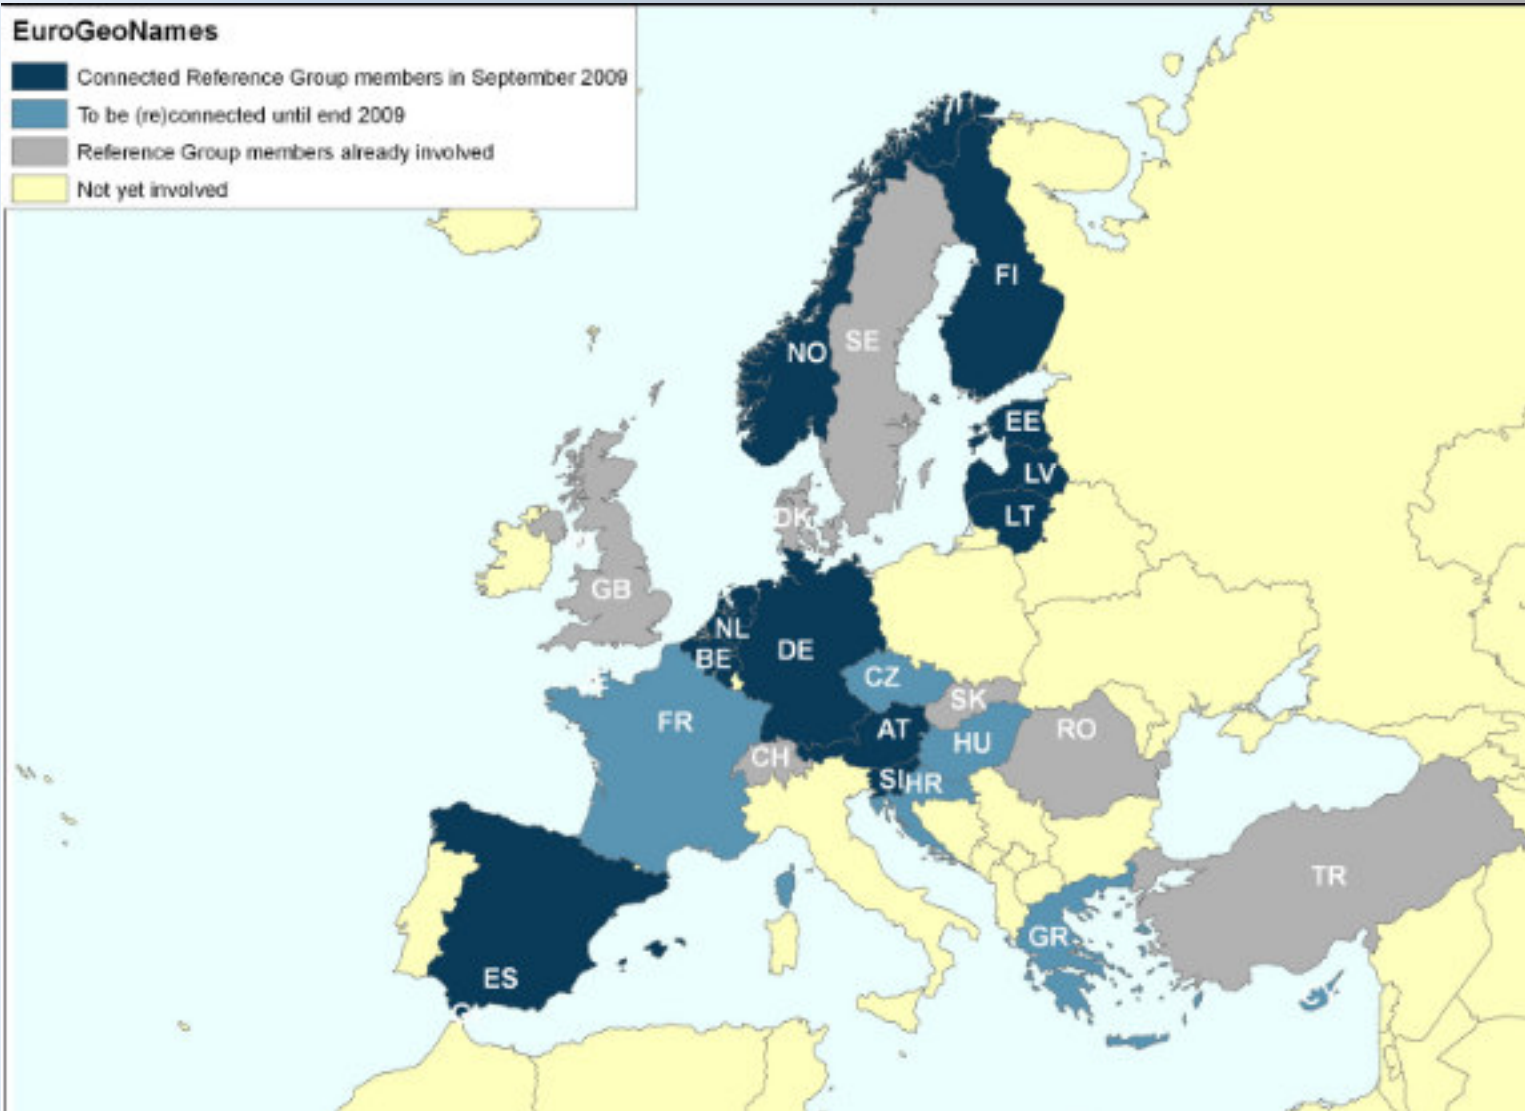 EuroGeoNames
Connected Reference Group members in September 2009
To be (re)connected until end 2009
Reference Group members already involved
Not yet involved
FI
NO
SE
EE
LV
LT
DK
GB
NL
DE
BE
CZ
SK
FR
AT
RO
HU
CH
SI
HR
TR
GR
ES